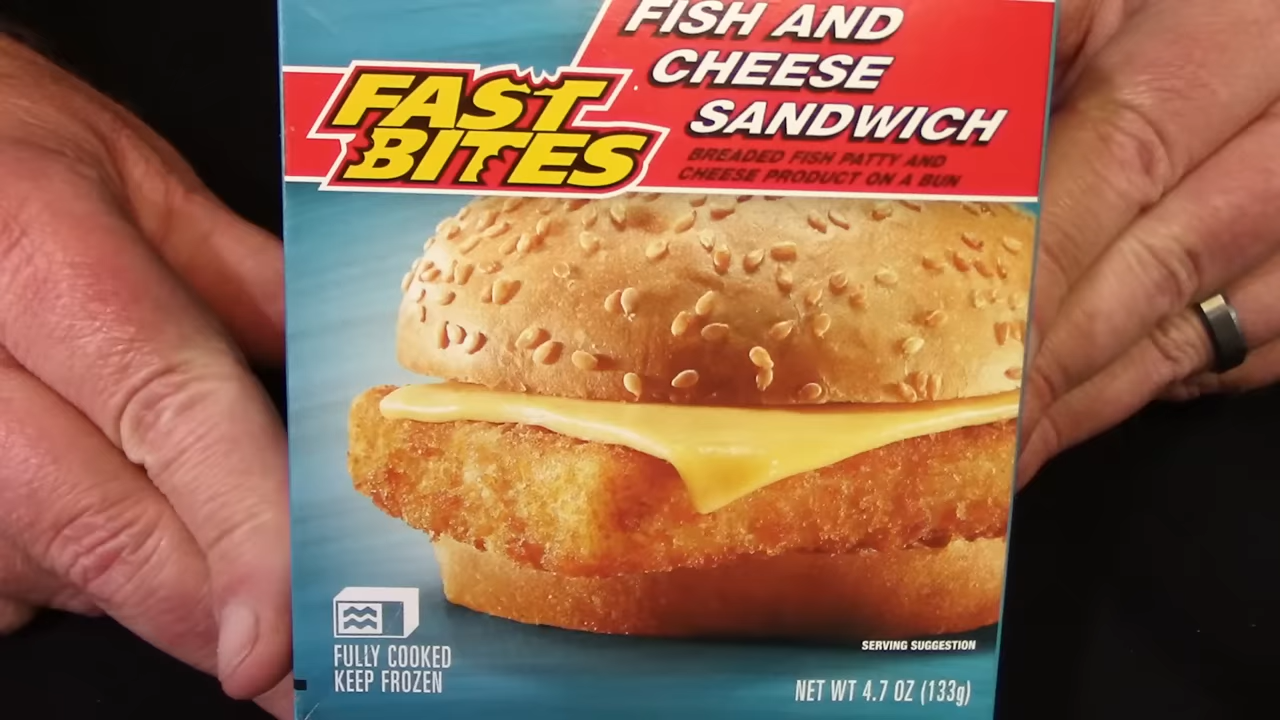 FISH AND
CHEESE
SANDWICH
BREADED FISH PATTY AND
CHEESE PRODUCT ON A BUN
FAST
BITES
FULLY COOKED
KEEP FROZEN
SERVING SUGGESTION
NET WT 4.7 OZ (133g)